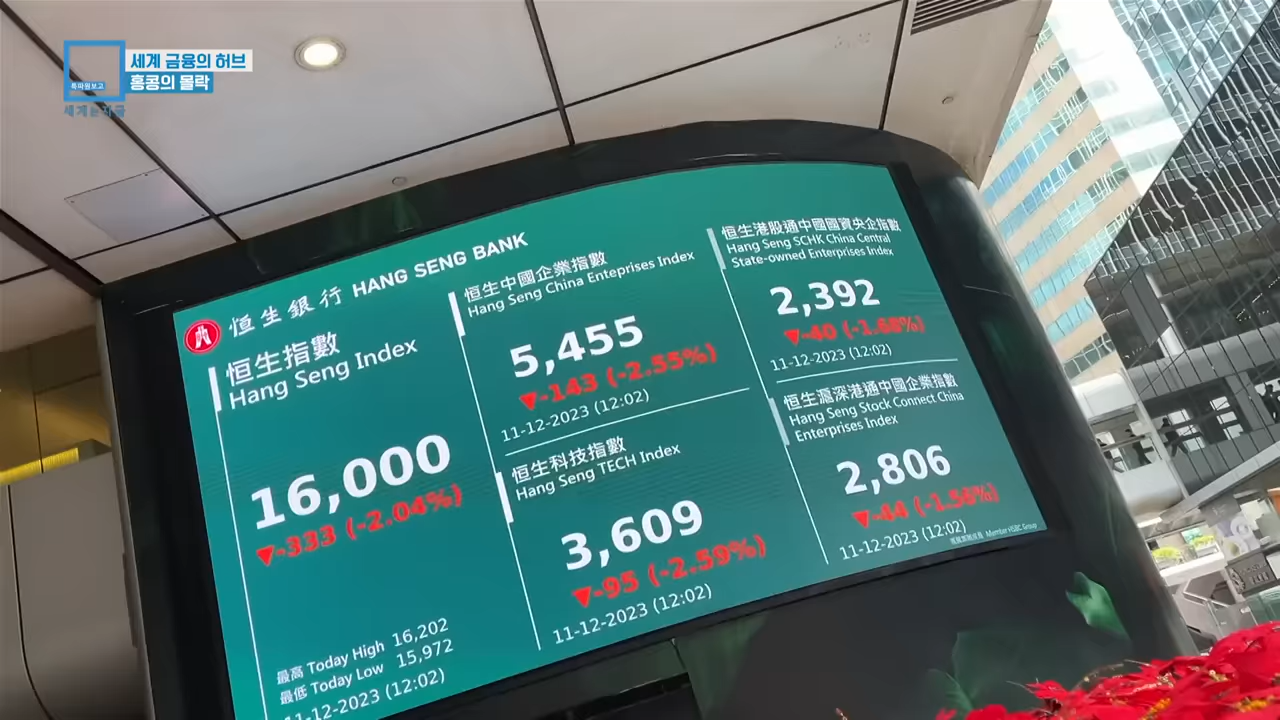 세계 금융의 허브
홍콩의 몰락
특파원보고
세계는지금
恒生銀行 HANG SENG BANK
恒生指數
Hang Seng Index
16,000
▼-333 (-2.04%)
最高 Today High 16,202
最低 Today Low 15,972
11-12-2023 (12:02)
恒生中國企業指數
Hang Seng China Enteprises Index
5,455
▼-143 (-2.55%)
11-12-2023 (12:02)
恒生科技指數
Hang Seng TECH Index
3,609
▼-95 (-2.59%)
11-12-2023 (12:02)
恒生港股通中國國資央企指數
Hang Seng SCHK China Central
State-owned Enterprises Index
2,392
▼-40 (-1.68%)
11-12-2023 (12:02)
恒生滬深港通中國企業指數
Hang Seng Stock Connect China
Enterprises Index
2,806
▼-44 (-1.56%)
11-12-2023 (12:02)
Member HSBC Group